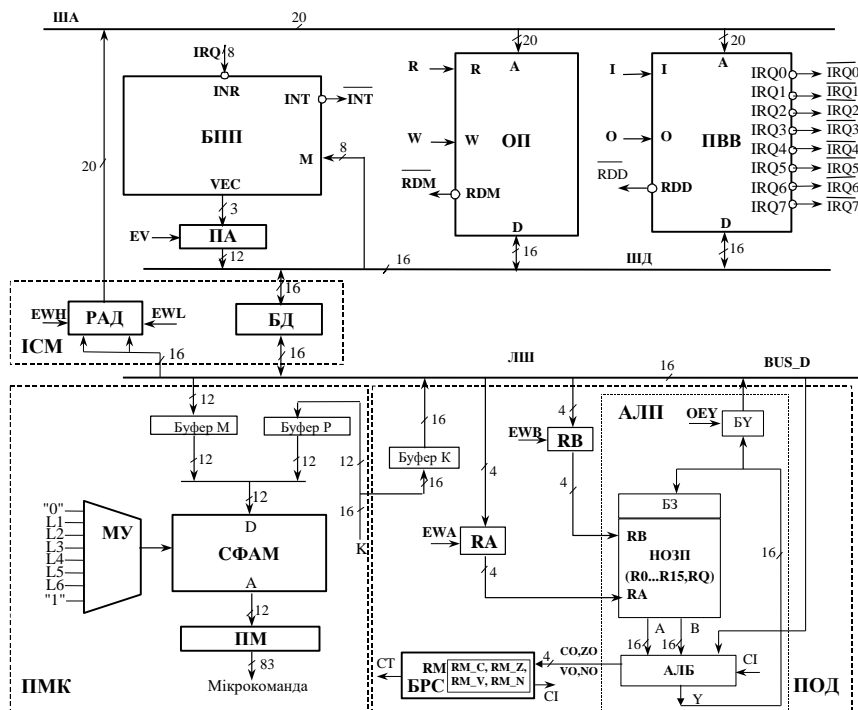 ША
20
IRQ 8
INR
INT
INT
БПП
М
8
VEC
3
20
EV
ПА
12
20
R
R
A
W
W
ОП
RDM
RDM
D
16
20
I
I
A
O
O
ПВВ
RDD
RDD
D
16
IRQ0
IRQ0
IRQ1
IRQ1
IRQ2
IRQ2
IRQ3
IRQ3
IRQ4
IRQ4
IRQ5
IRQ5
IRQ6
IRQ6
IRQ7
IRQ7
16
ШД
EWH
РАД
EWL
16
БД
ІСМ
16
16
ЛШ
16
BUS_D
12
Буфер М
12
Буфер Р
12
12
12
16
Буфер К
16
16
К
"0"
L1
L2
L3
L4
L5
L6
"1"
МУ
D
СФАМ
A
12
ПМ
83
Мікрокоманда
ПМК
4
EWB
RB
4
4
EWA
RA
4
АЛП
OEY
БY
БЗ
RB
НОЗП
(R0...R15,RQ)
RA
16
A
B
16
16
АЛБ
CI
Y
CO,ZO
4
VO,NO
CT
RM
RM_C, RM_Z,
RM_V, RM_N
БРС
CI
ПОД